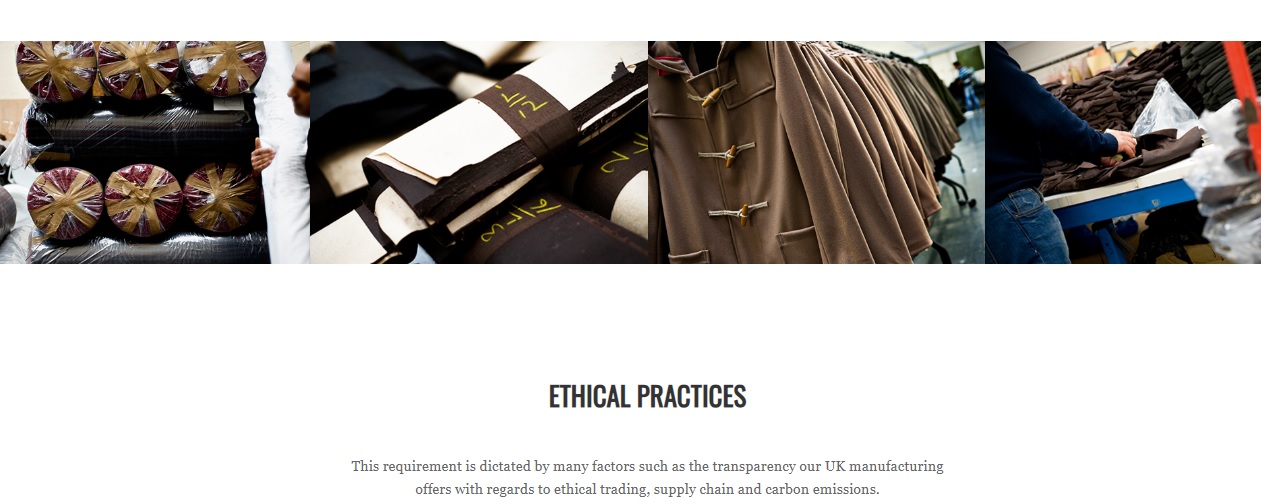 ETHICAL PRACTICES
This requirement is dictated by many factors such as the transparency our UK manufacturing
offers with regards to ethical trading, supply chain and carbon emissions.